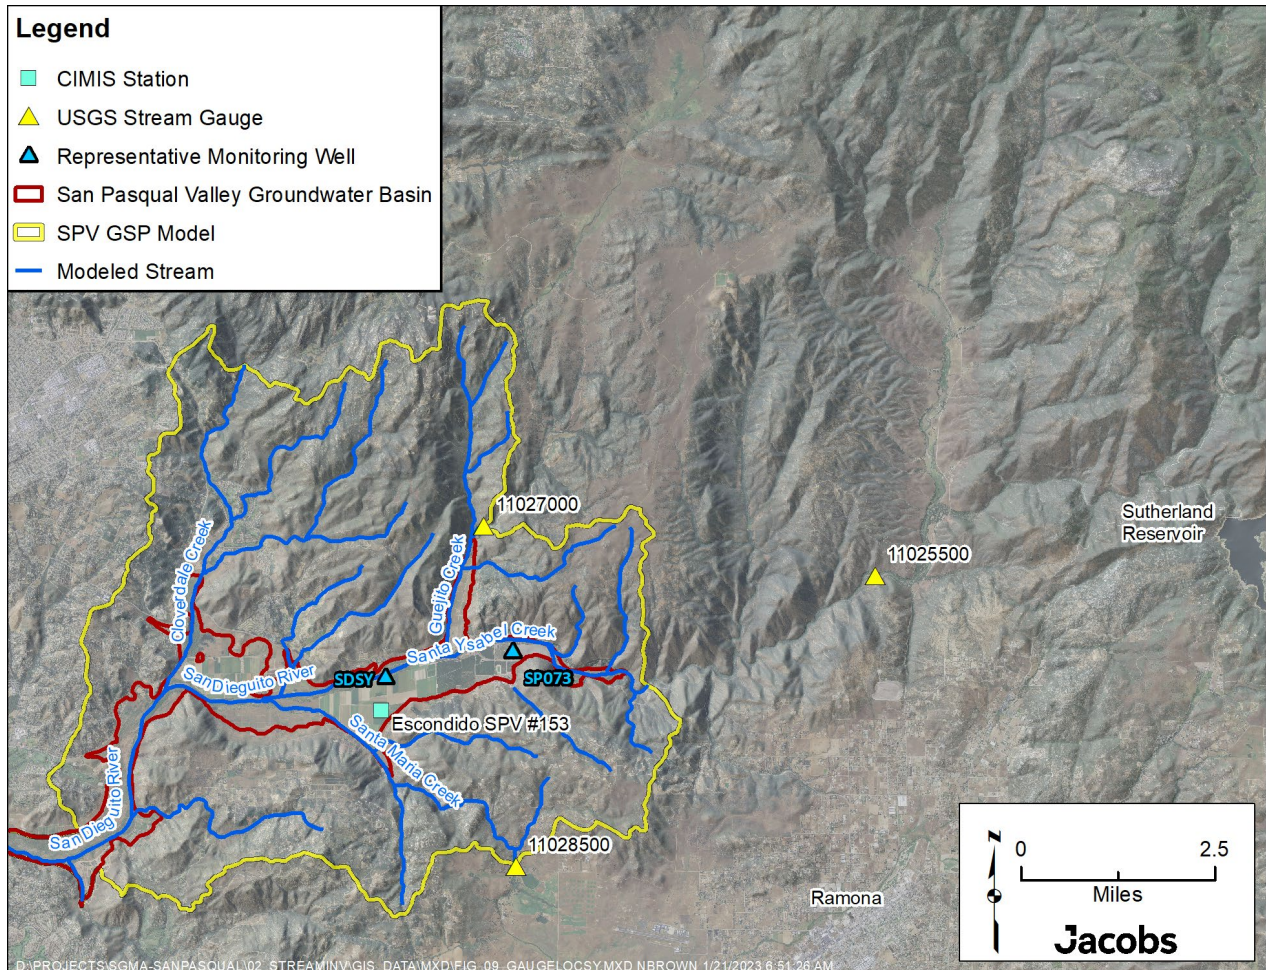 Legend
CIMIS Station
USGS Stream Gauge
Representative Monitoring Well
San Pasqual Valley Groundwater Basin
SPV GSP Model
Modeled Stream
11027000
Sutherland
Reservoir
11025500
Cloverdale Creek
Guejito Creek
Santa Ysabel Creek
San Dieguito River
SDSY
SP073
Escondido SPV #153
Santa Maria Creek
San Dieguito River
11028500
Ramona
N
0 2.5
Miles
Jacobs
D:\PROJECTS\SGMA-SANPASQUAL\02_STREAMINV\GIS_DATA\MXD\FIG_09_GAUGELOCSY.MXD NBROWN 1/21/2023 6:51:26 AM